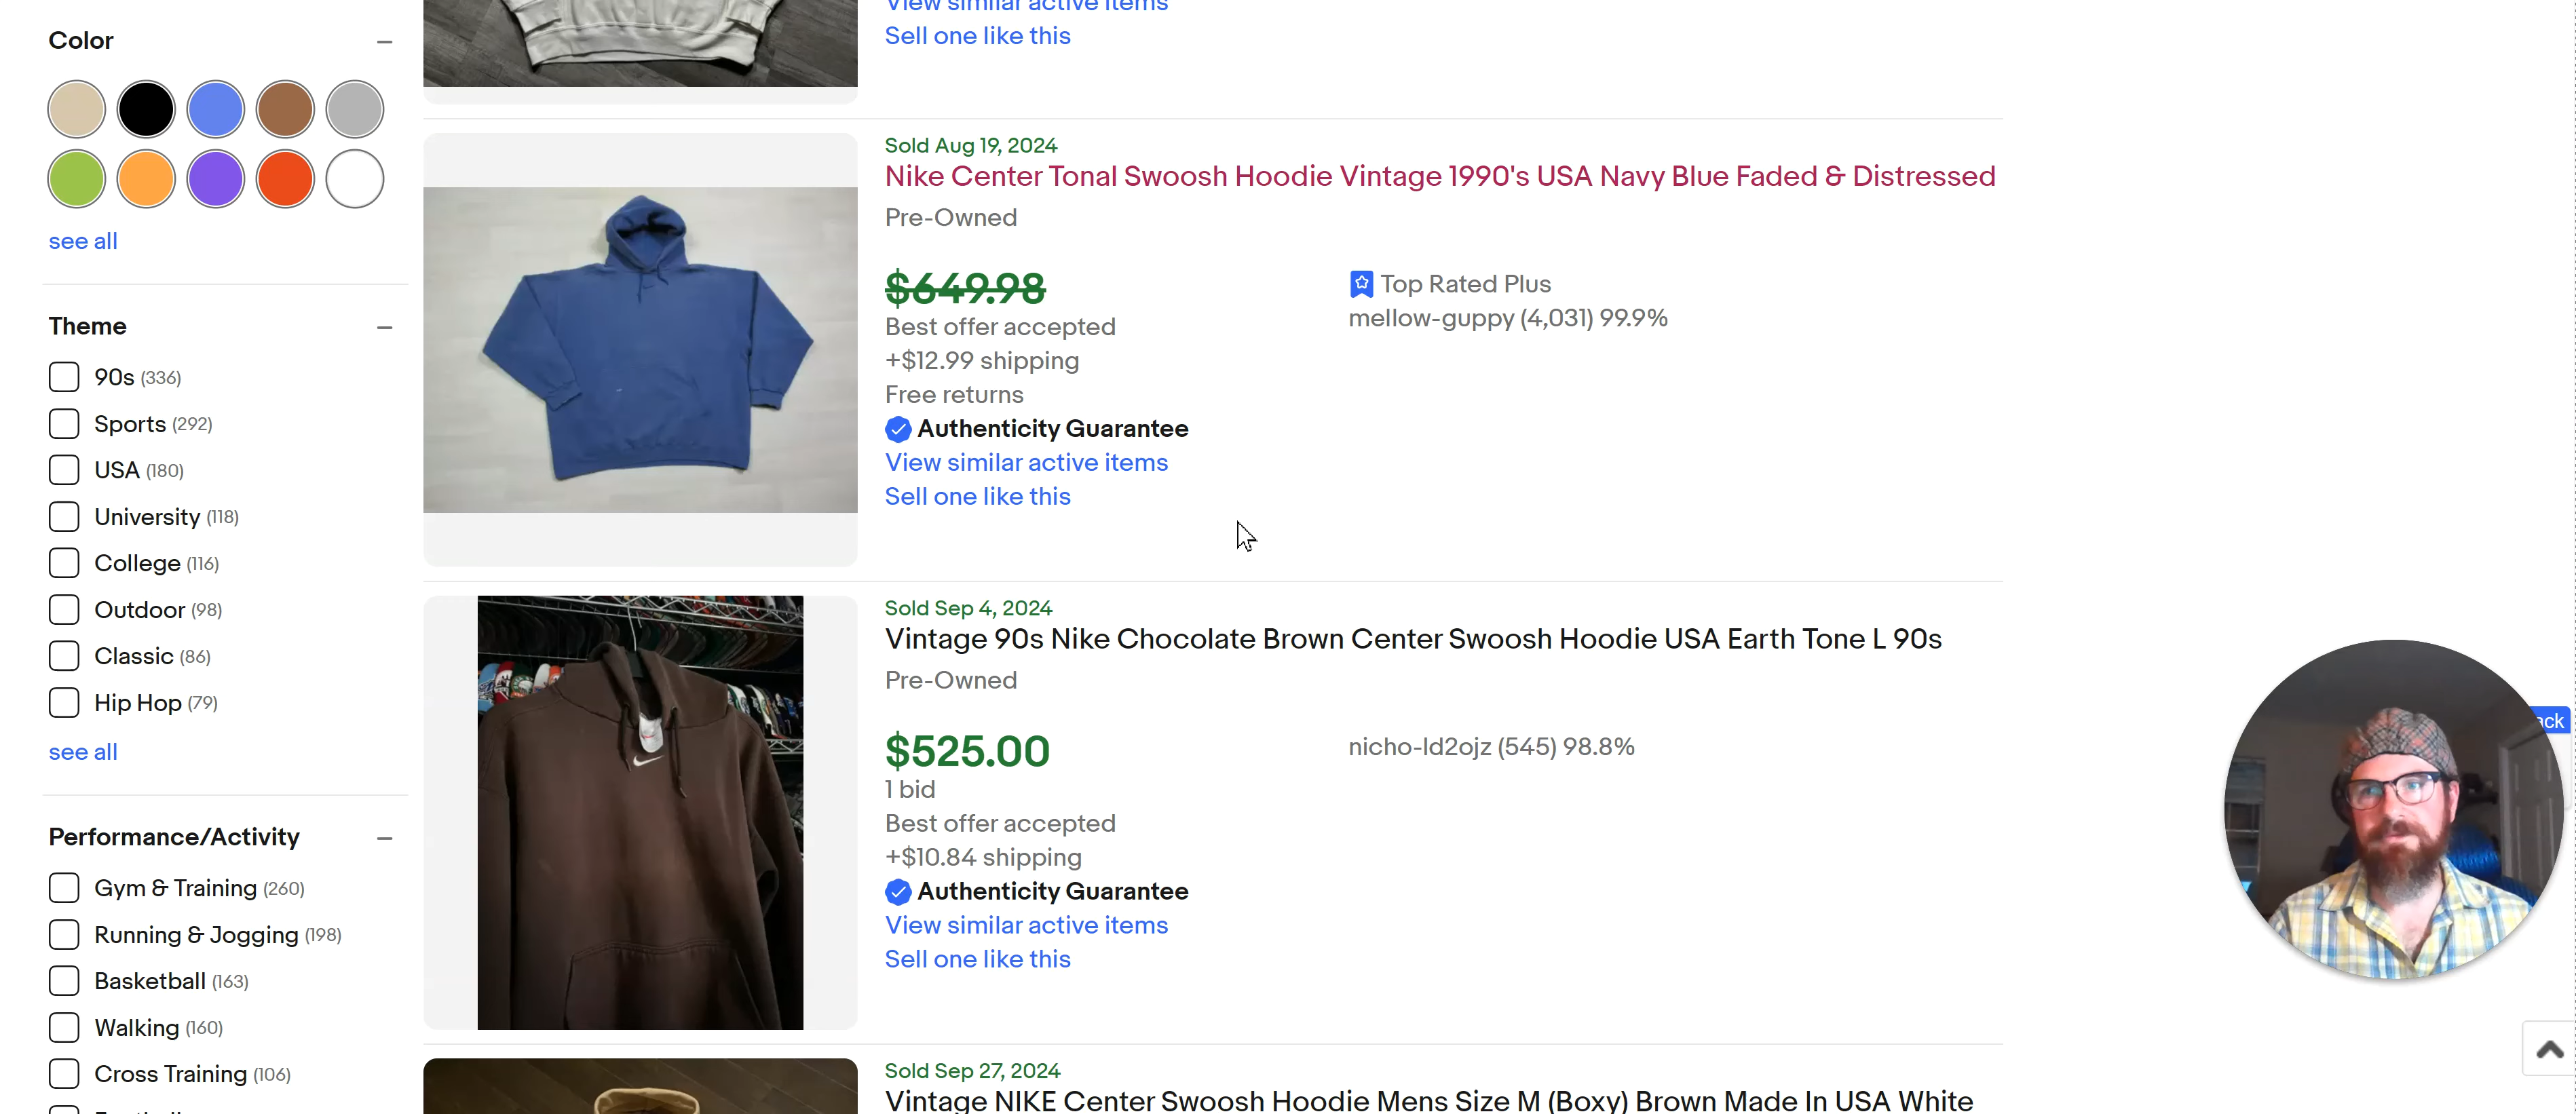 Color
see all
Theme
90s (336)
Sports (292)
USA (180)
University (118)
College (116)
Outdoor (98)
Classic (86)
Hip Hop (79)
see all
Performance/Activity
Gym & Training (260)
Running & Jogging (198)
Basketball (163)
Walking (160)
Cross Training (106)
View similar active items
Sell one like this
Sold Aug 19, 2024
Nike Center Tonal Swoosh Hoodie Vintage 1990's USA Navy Blue Faded & Distressed
Pre-Owned
$649.98
Best offer accepted
+$12.99 shipping
Free returns
Authenticity Guarantee
View similar active items
Sell one like this
Top Rated Plus
mellow-guppy (4,031) 99.9%
Sold Sep 4, 2024
Vintage 90s Nike Chocolate Brown Center Swoosh Hoodie USA Earth Tone L 90s
Pre-Owned
$525.00
1 bid
Best offer accepted
+$10.84 shipping
Authenticity Guarantee
View similar active items
Sell one like this
nicho-ld2ojz (545) 98.8%
Sold Sep 27, 2024
Vintage NIKE Center Swoosh Hoodie Mens Size M (Boxy) Brown Made In USA White